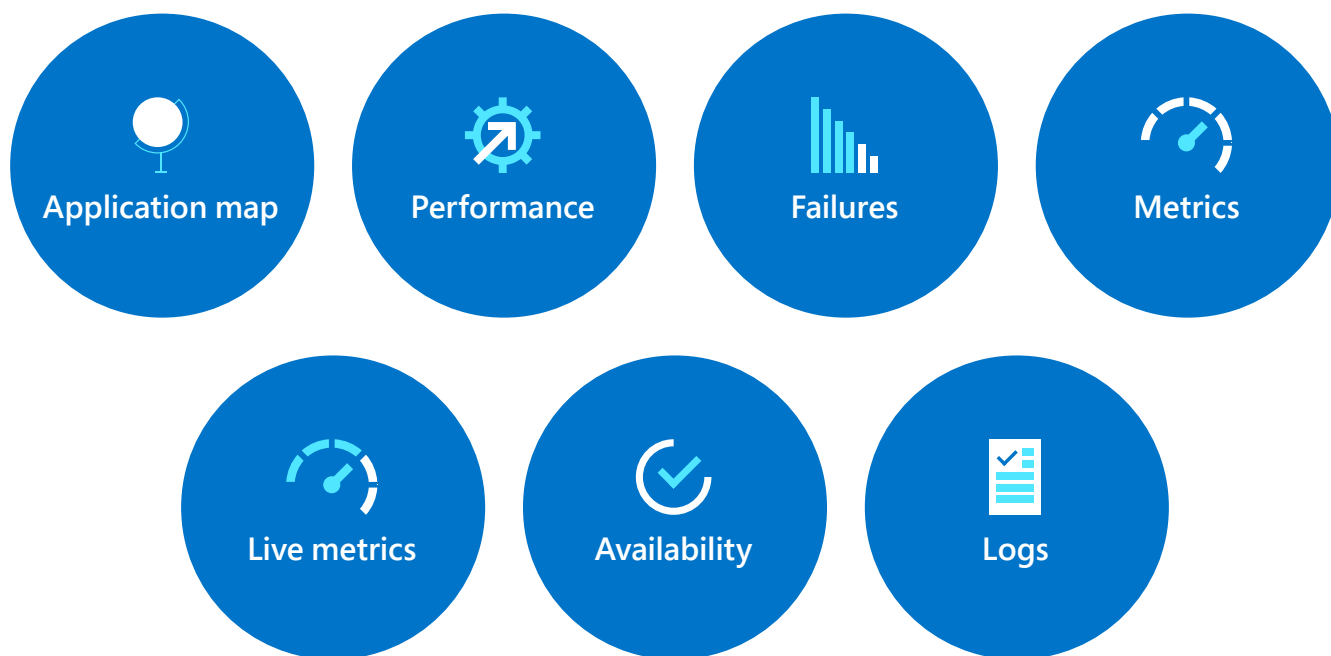 Application map
Performance
Failures
Metrics
Live metrics
Availability
Logs